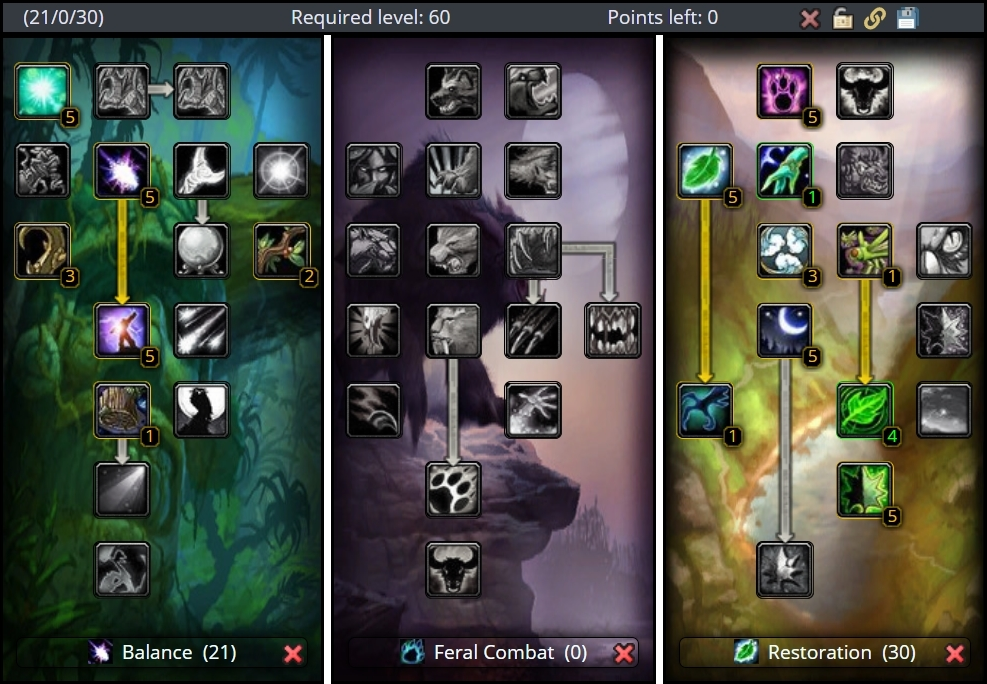 (21/0/30) Required level: 60 Points left: 0
5 5
5 5 1
3 2 3 1
5 5
1 1 4
5
Balance (21) Feral Combat (0) Restoration (30)